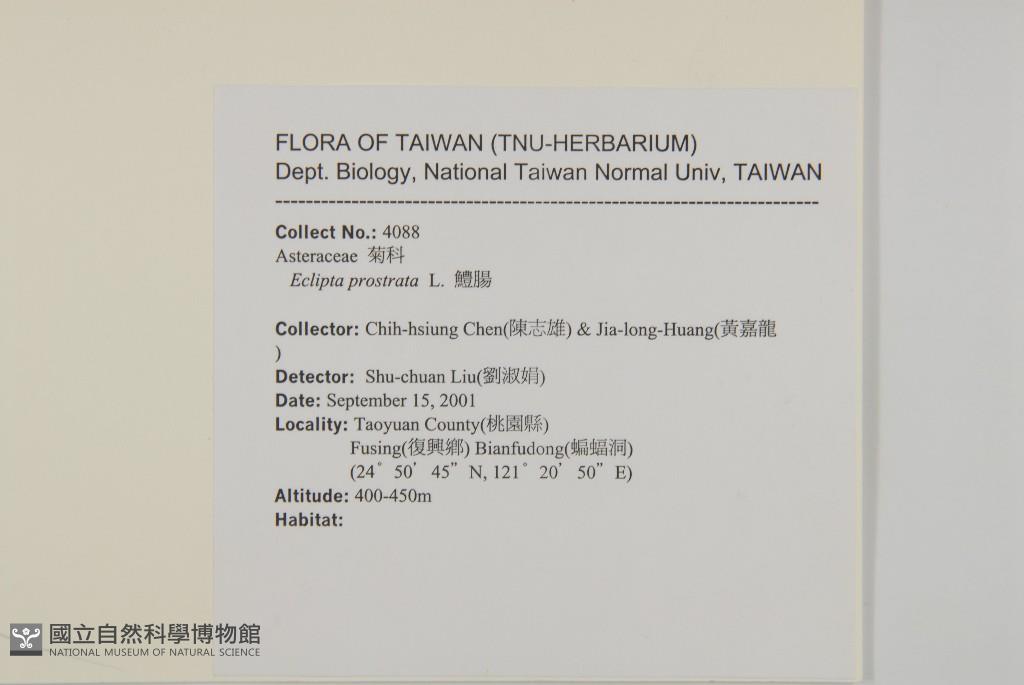 FLORA OF TAIWAN (TNU-HERBARIUM)
Dept. Biology, National Taiwan Normal Univ, TAIWAN
-----------------------------------------------------------------------
Collect No.: 4088
Asteraceae 菊科
Eclipta prostrata L. 鱧腸
Collector: Chih-hsiung Chen(陳志雄) & Jia-long-Huang(黃嘉龍
)
Detector: Shu-chuan Liu(劉淑娟)
Date: September 15, 2001
Locality: Taoyuan County(桃園縣)
Fusing(復興鄉) Bianfudong(蝙蝠洞)
(24° 50’ 45” N, 121° 20’ 50” E)
Altitude: 400-450m
Habitat:
國立自然科學博物館
NATIONAL MUSEUM OF NATURAL SCIENCE